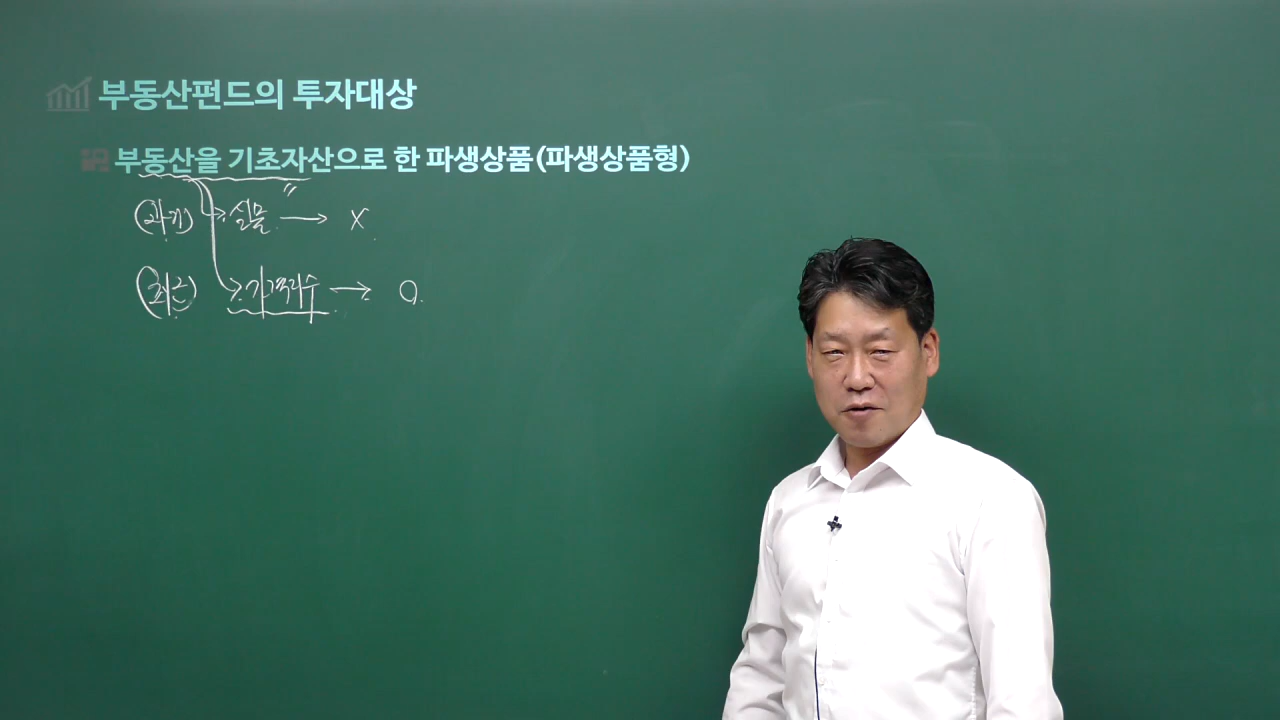 부동산펀드의 투자대상
부동산을 기초자산으로 한 파생상품(파생상품형)
(과거) → 실물 → X
(최근) → 가격지수 → O